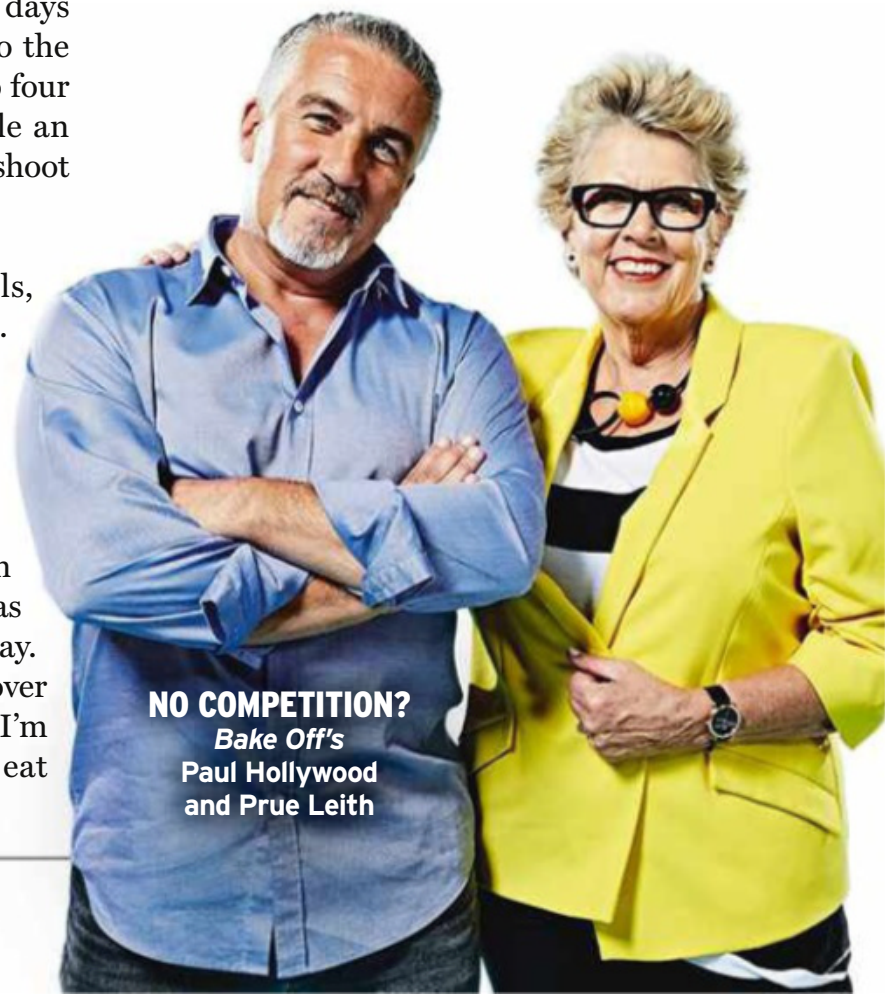 days
o the
four
le an
shoot
ls,
.
n
as
ay.
over
I'm
eat
NO COMPETITION?
Bake Off's
Paul Hollywood
and Prue Leith